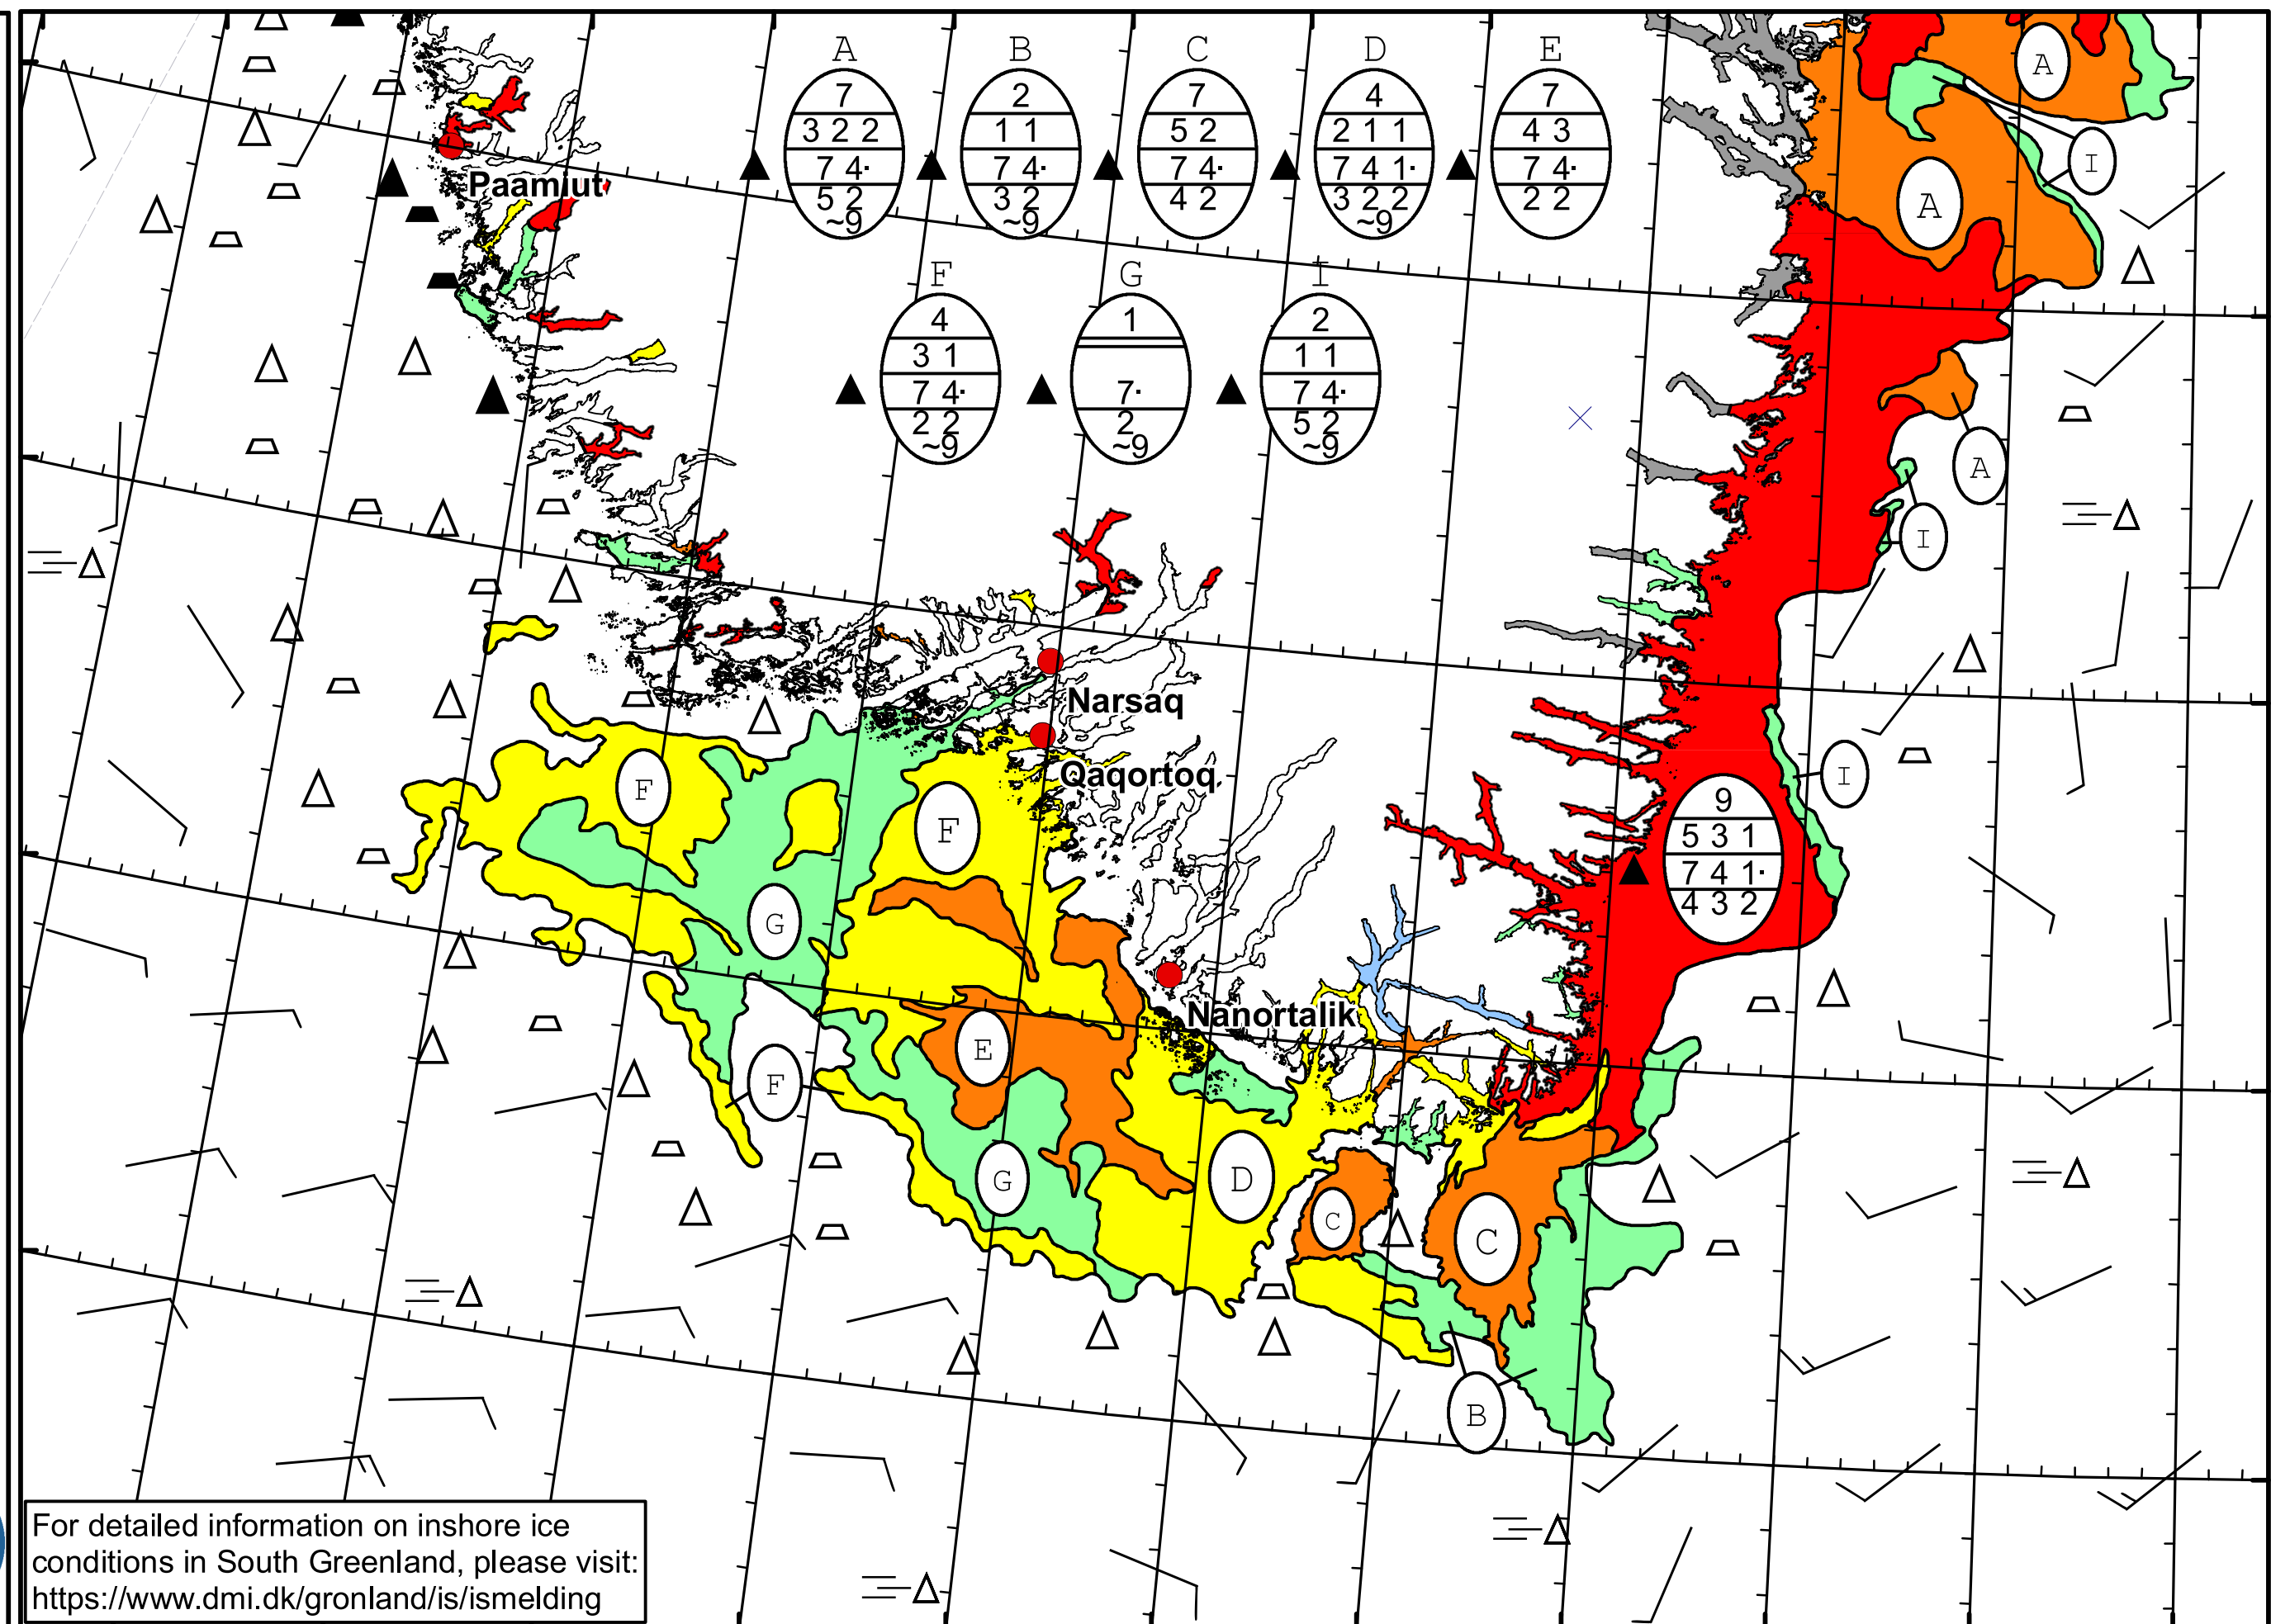 A B C D E
7 2 7 4 7
3 2 2 1 1 5 2 2 1 1 4 3
7 4· 7 4· 7 4· 7 4 1· 7 4·
5 2 3 2 4 2 3 2 2 2 2
~9 ~9 ~9
A
I
A
Paamiut
F G I
4 1 2
3 1 1 1
7 4· 7· 7 4·
2 2 2 5 2
~9 ~9 ~9
A
I
Narsaq
Qaqortoq
I
F
F
9
5 3 1
7 4 1·
4 3 2
G
Nanortalik
E
F
G
D
C
C
B
For detailed information on inshore ice
conditions in South Greenland, please visit:
https://www.dmi.dk/gronland/is/ismelding